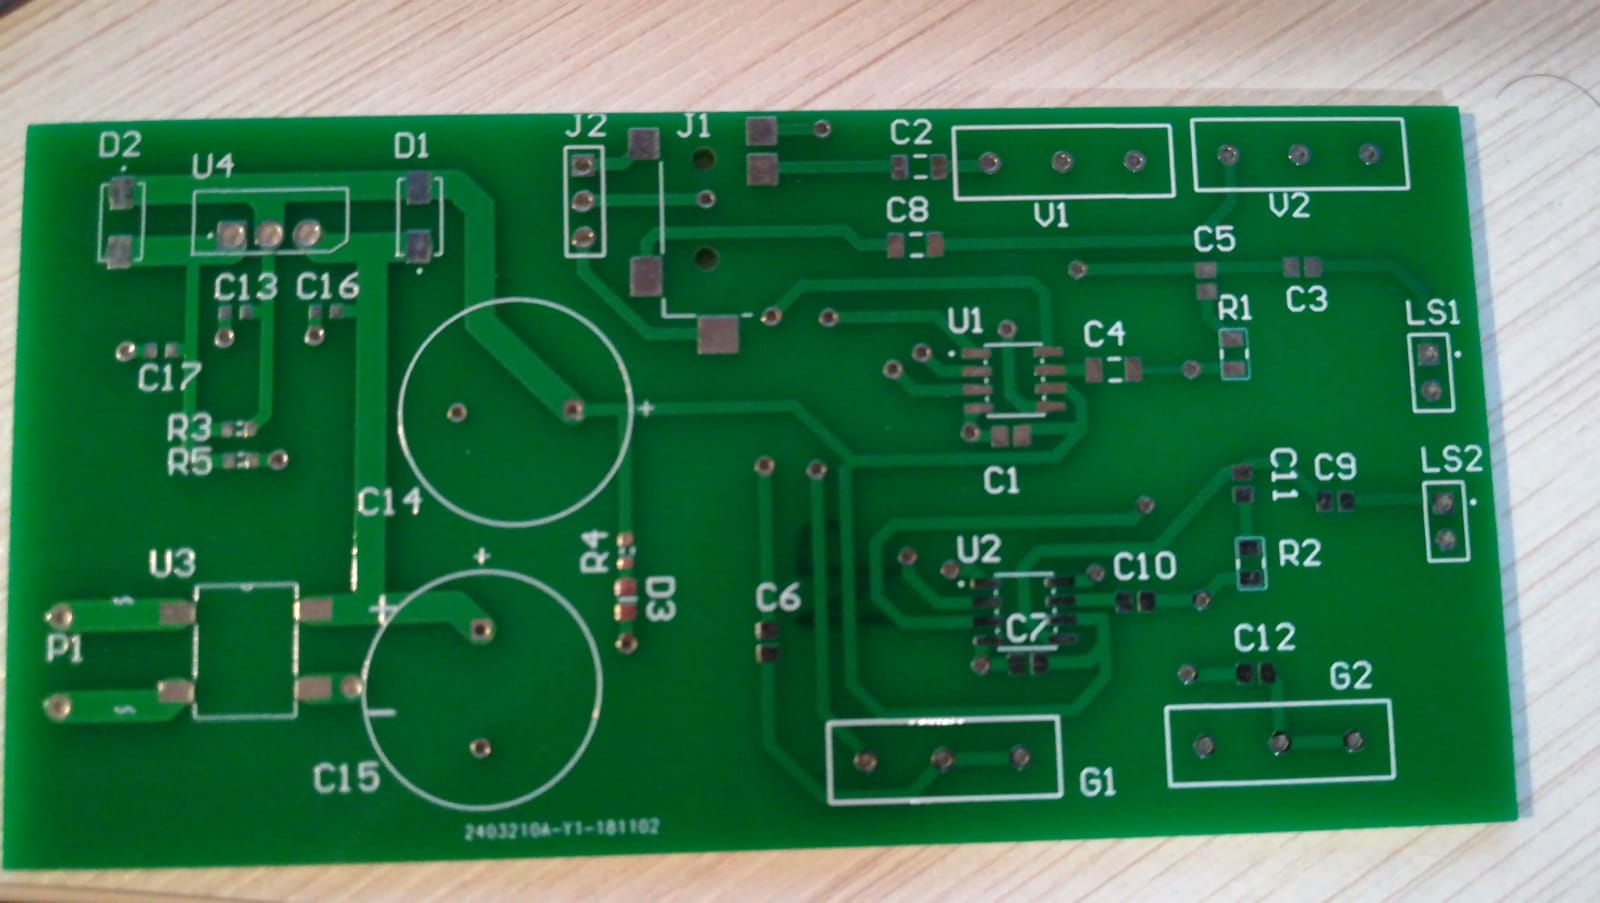 D2
U4
D1
J2
J1
C2
V1
V2
C8
C5
C13
C16
U1
C4
R1
C3
LS1
C17
R3
R5
+
C14
C1
C11
C9
LS2
+
R4
U2
C10
R2
U3
~
+
D3
C6
C7
P1
C12
G2
~
−
C15
G1
2403210A-Y1-181102